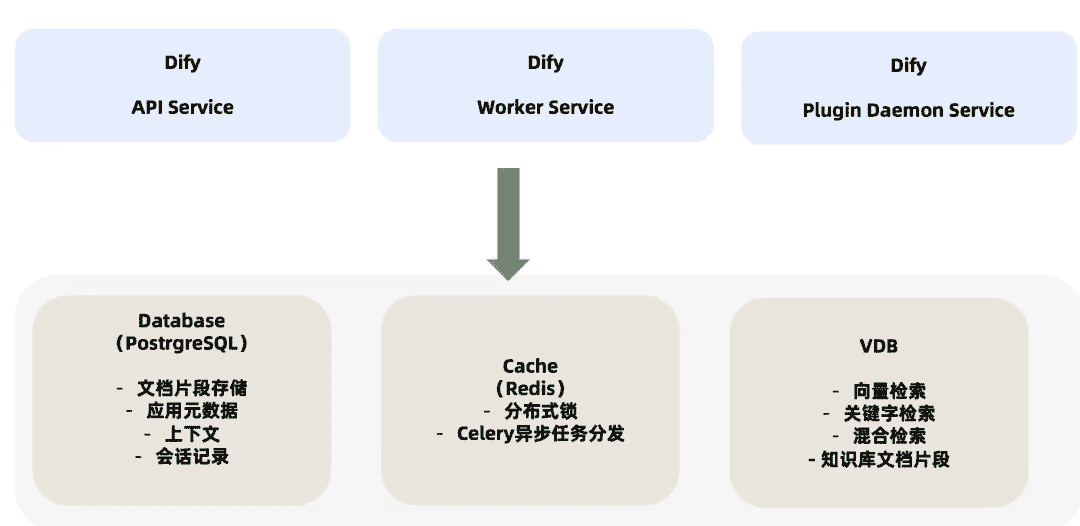 Dify
API Service
Dify
Worker Service
Dify
Plugin Daemon Service
Database
（PostrgreSQL）
- 文档片段存储
- 应用元数据
- 上下文
- 会话记录
Cache
（Redis）
- 分布式锁
- Celery异步任务分发
VDB
- 向量检索
- 关键字检索
- 混合检索
- 知识库文档片段